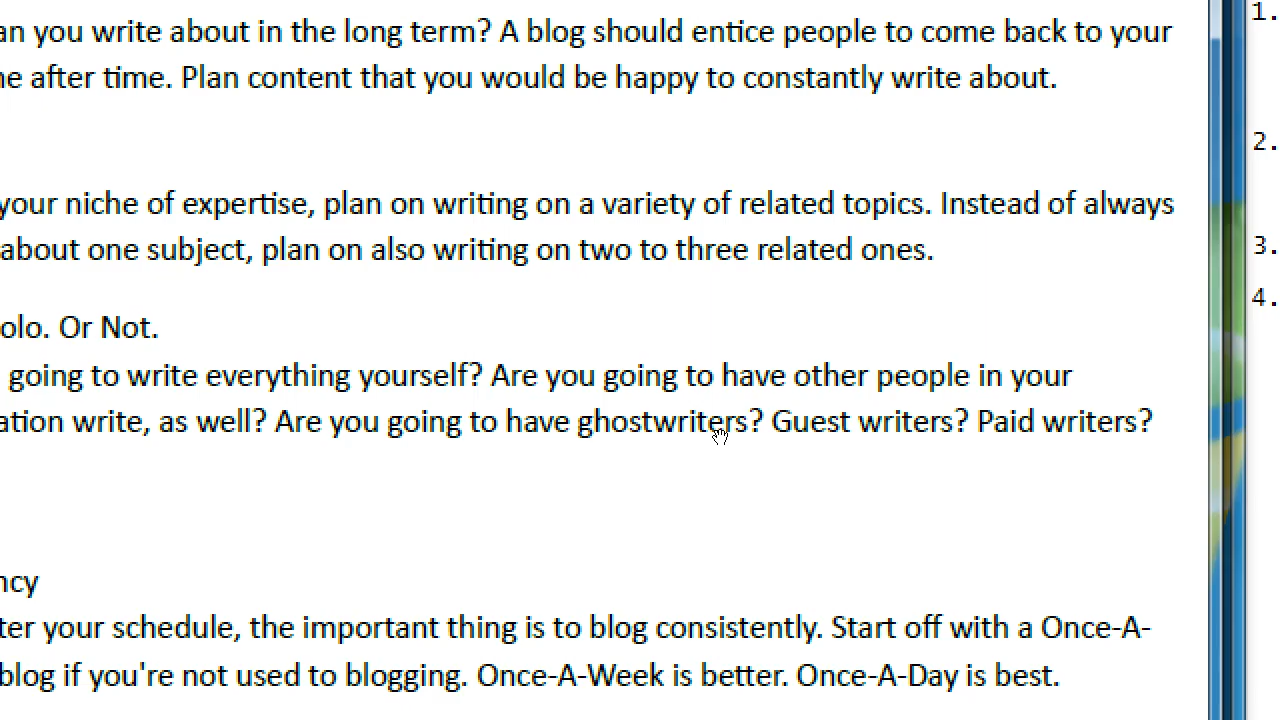 an you write about in the long term? A blog should entice people to come back to your
me after time. Plan content that you would be happy to constantly write about.
your niche of expertise, plan on writing on a variety of related topics. Instead of always
about one subject, plan on also writing on two to three related ones.
olo. Or Not.
going to write everything yourself? Are you going to have other people in your
ation write, as well? Are you going to have ghostwriters? Guest writers? Paid writers?
ncy
ter your schedule, the important thing is to blog consistently. Start off with a Once-A-
blog if you're not used to blogging. Once-A-Week is better. Once-A-Day is best.
1.
2.
3.
4.